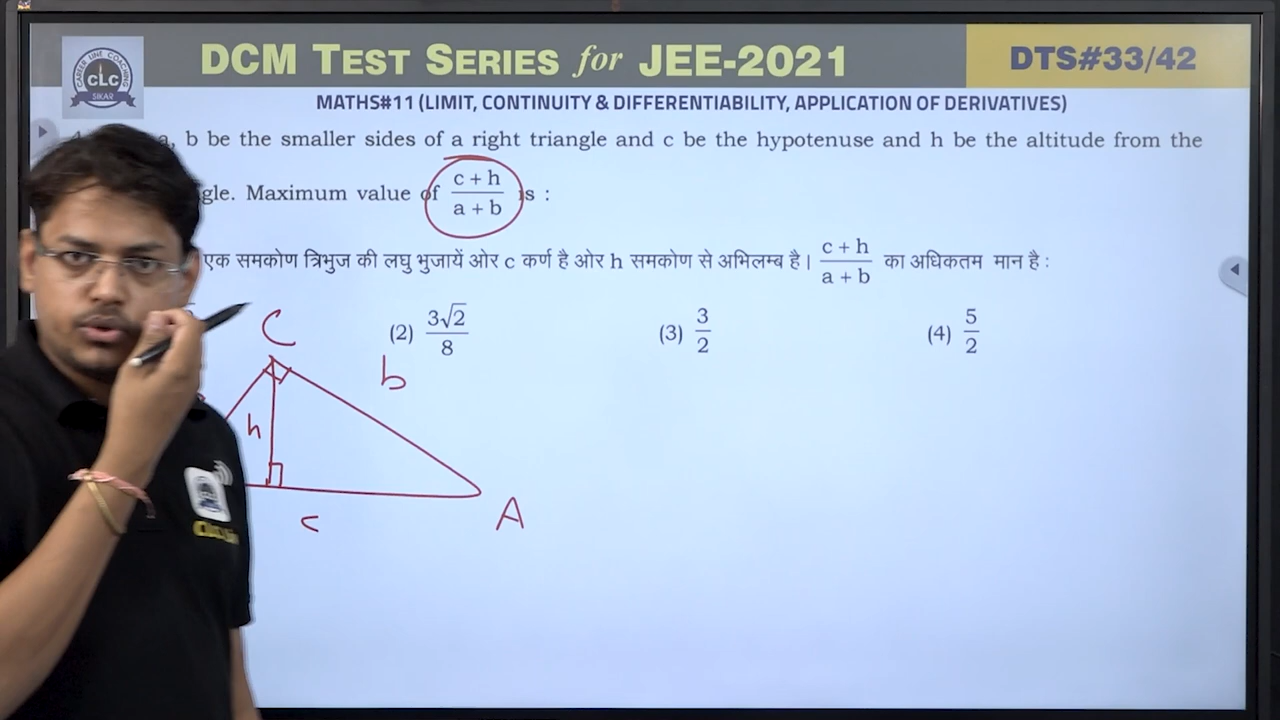 DCM TEST SERIES for JEE-2021
DTS#33/42
CAREER LINE COACHING
CLC
SIKAR
MATHS#11 (LIMIT, CONTINUITY & DIFFERENTIABILITY, APPLICATION OF DERIVATIVES)
a, b be the smaller sides of a right triangle and c be the hypotenuse and h be the altitude from the
gle. Maximum value of c + h / a + b is :
एक समकोण त्रिभुज की लघु भुजायें ओर c कर्ण है ओर h समकोण से अभिलम्ब है। c + h / a + b का अधिकतम मान है :
(2) 3√2 / 8 (3) 3 / 2 (4) 5 / 2
C
b
h
c
A